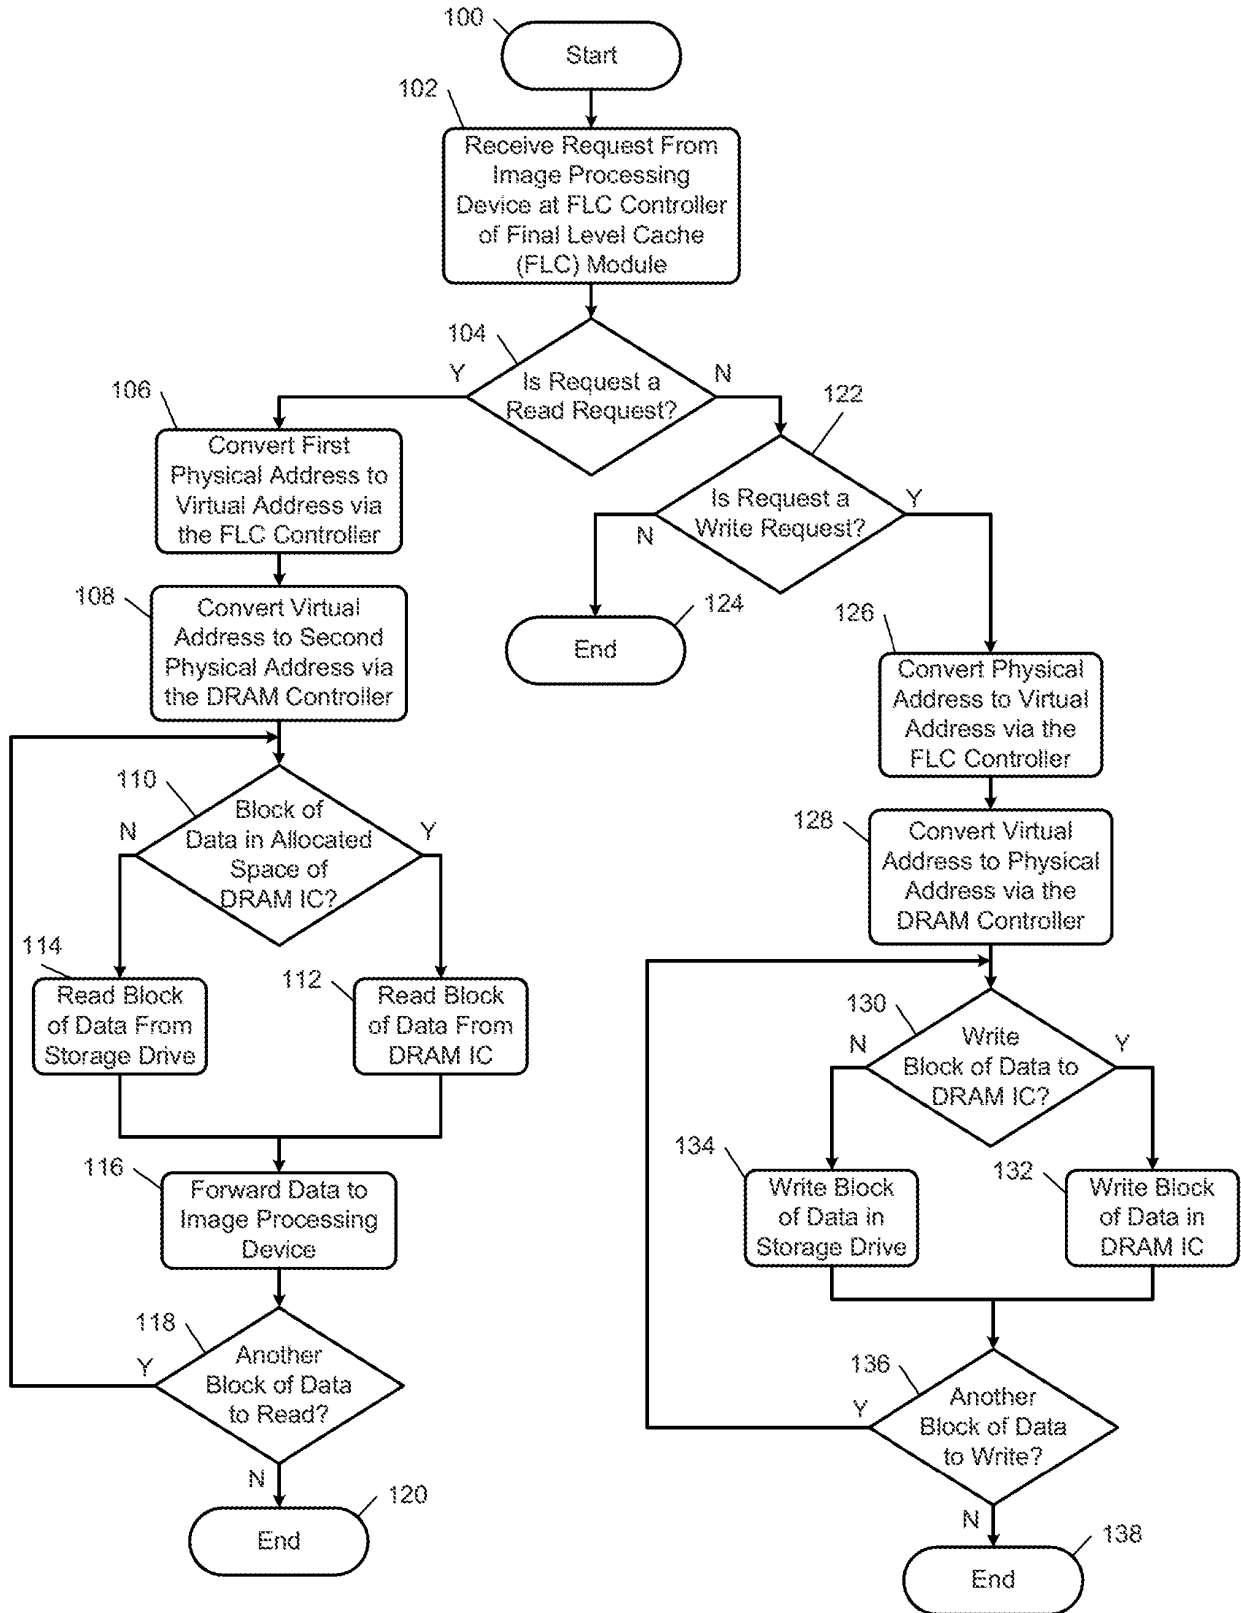 100
Start
102
Receive Request From
Image Processing
Device at FLC Controller
of Final Level Cache
(FLC) Module
104
Y
N
Is Request a
Read Request?
106
Convert First
Physical Address to
Virtual Address via
the FLC Controller
108
Convert Virtual
Address to Second
Physical Address via
the DRAM Controller
110
Block of
Data in Allocated
Space of
DRAM IC?
N
Y
114
Read Block
of Data From
Storage Drive
112
Read Block
of Data From
DRAM IC
116
Forward Data to
Image Processing
Device
118
Another
Block of Data
to Read?
Y
N
120
End
122
Is Request a
Write Request?
N
Y
124
End
126
Convert Physical
Address to Virtual
Address via the
FLC Controller
128
Convert Virtual
Address to Physical
Address via the
DRAM Controller
130
Write
Block of Data to
DRAM IC?
N
Y
134
Write Block
of Data in
Storage Drive
132
Write Block
of Data in
DRAM IC
136
Another
Block of Data
to Write?
Y
N
138
End